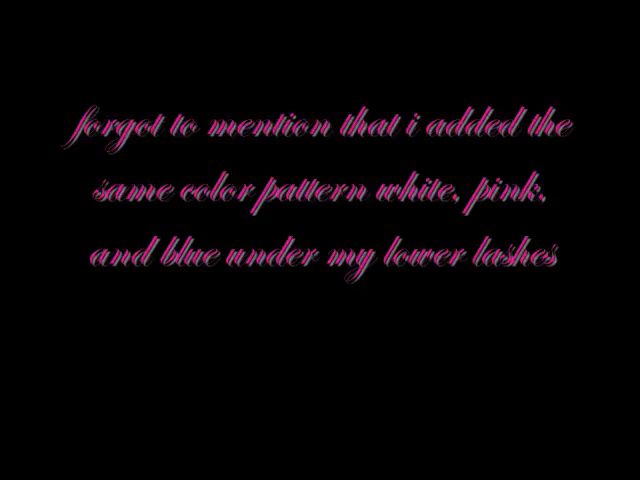 forgot to mention that i added the
same color pattern white, pink,
and blue under my lower lashes